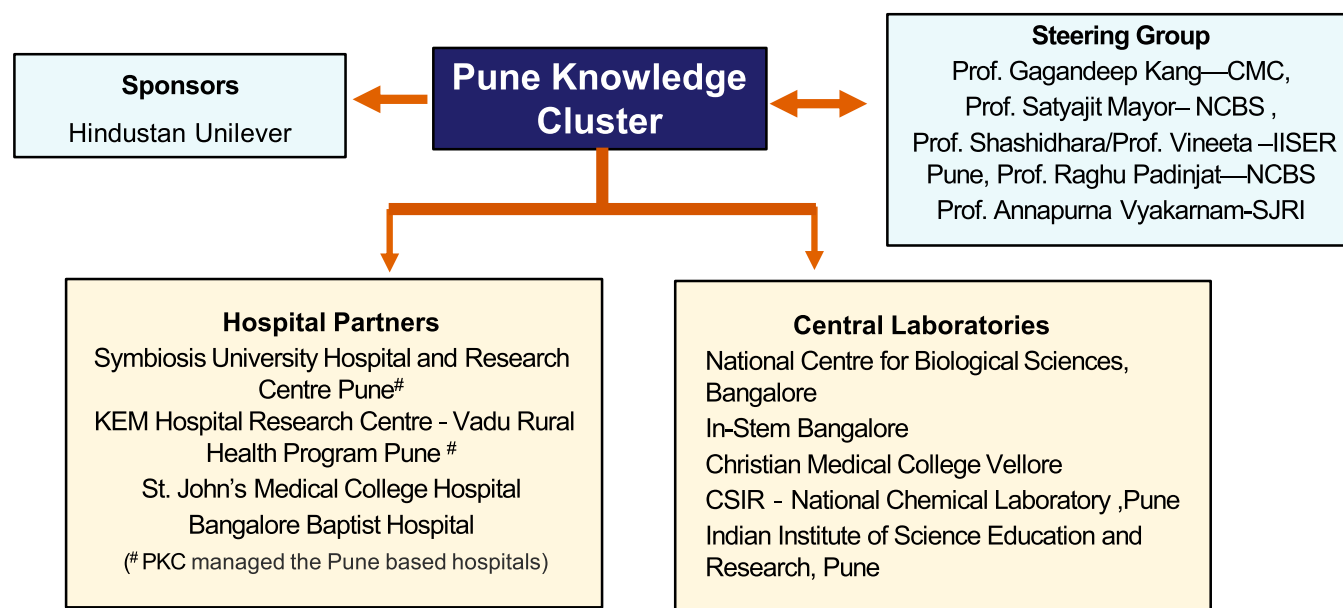 Sponsors
Hindustan Unilever
Pune Knowledge
Cluster
Steering Group
Prof. Gagandeep Kang—CMC,
Prof. Satyajit Mayor– NCBS ,
Prof. Shashidhara/Prof. Vineeta –IISER
Pune, Prof. Raghu Padinjat—NCBS
Prof. Annapurna Vyakarnam-SJRI
Hospital Partners
Symbiosis University Hospital and Research
Centre Pune#
KEM Hospital Research Centre - Vadu Rural
Health Program Pune #
St. John’s Medical College Hospital
Bangalore Baptist Hospital
(# PKC managed the Pune based hospitals)
Central Laboratories
National Centre for Biological Sciences,
Bangalore
In-Stem Bangalore
Christian Medical College Vellore
CSIR - National Chemical Laboratory ,Pune
Indian Institute of Science Education and
Research, Pune